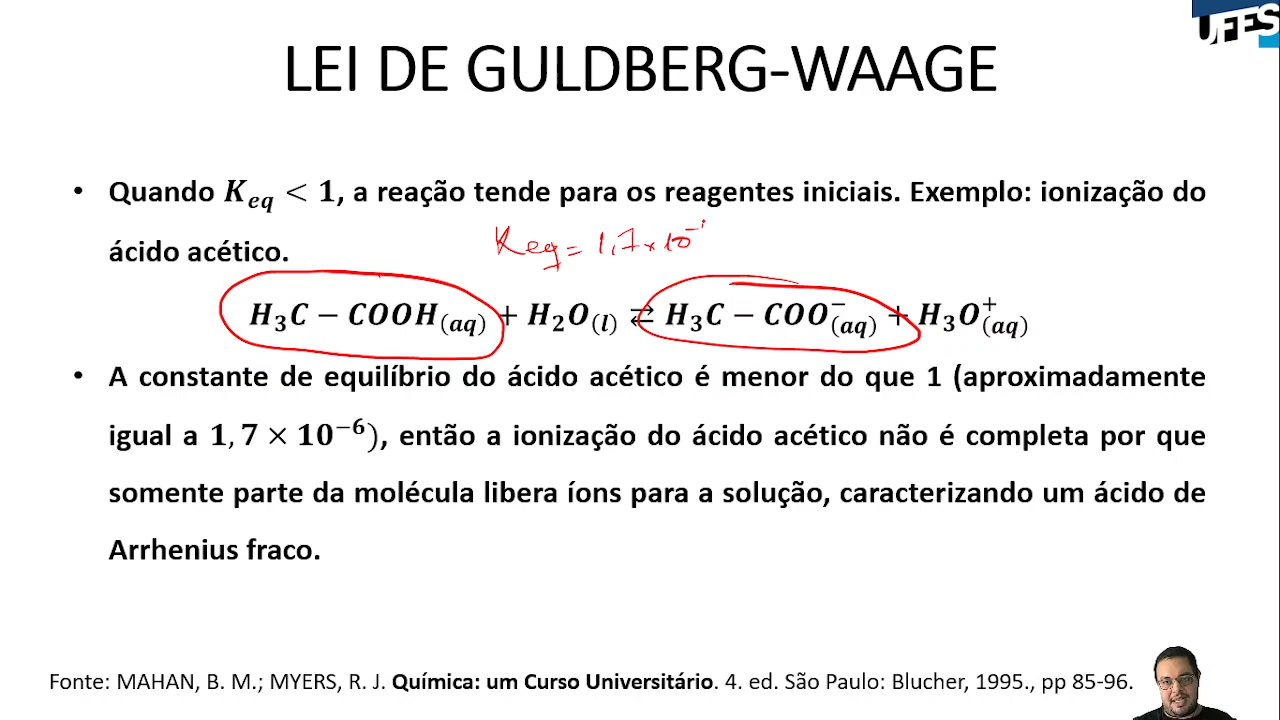 UFES
LEI DE GULDBERG-WAAGE
• Quando K_eq < 1, a reação tende para os reagentes iniciais. Exemplo: ionização do
ácido acético.
Keq = 1,7 × 10⁻
H₃C − COOH₍aq₎ + H₂O₍l₎ ⇄ H₃C − COO⁻₍aq₎ + H₃O⁺₍aq₎
• A constante de equilíbrio do ácido acético é menor do que 1 (aproximadamente
igual a 1,7 × 10⁻⁶), então a ionização do ácido acético não é completa por que
somente parte da molécula libera íons para a solução, caracterizando um ácido de
Arrhenius fraco.
Fonte: MAHAN, B. M.; MYERS, R. J. Química: um Curso Universitário. 4. ed. São Paulo: Blucher, 1995., pp 85-96.